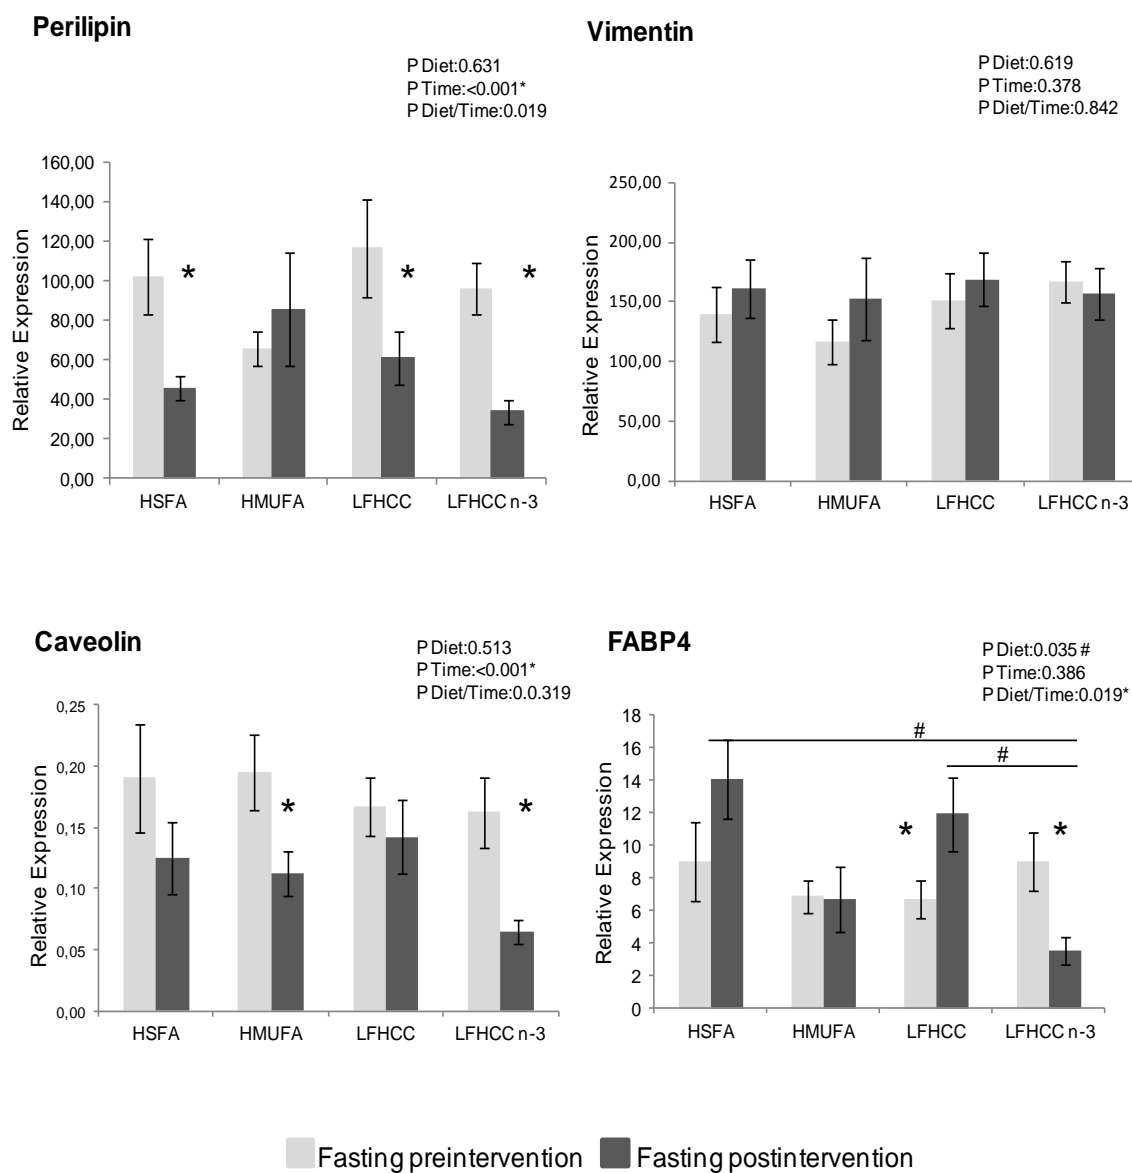 Perilipin
P Diet:0.631
P Time:<0.001*
P Diet/Time:0.019
Relative Expression
160,00
140,00
120,00
100,00
80,00
60,00
40,00
20,00
0,00
*
*
*
HSFA
HMUFA
LFHCC
LFHCC n-3
Vimentin
P Diet:0.619
P Time:0.378
P Diet/Time:0.842
Relative Expression
250,00
200,00
150,00
100,00
50,00
0,00
HSFA
HMUFA
LFHCC
LFHCC n-3
Caveolin
P Diet:0.513
P Time:<0.001*
P Diet/Time:0.0.319
Relative Expression
0,25
0,20
0,15
0,10
0,05
0,00
*
*
HSFA
HMUFA
LFHCC
LFHCC n-3
FABP4
P Diet:0.035 #
P Time:0.386
P Diet/Time:0.019*
Relative Expression
18
16
14
12
10
8
6
4
2
0
#
#
*
*
HSFA
HMUFA
LFHCC
LFHCC n-3
Fasting preintervention
Fasting postintervention